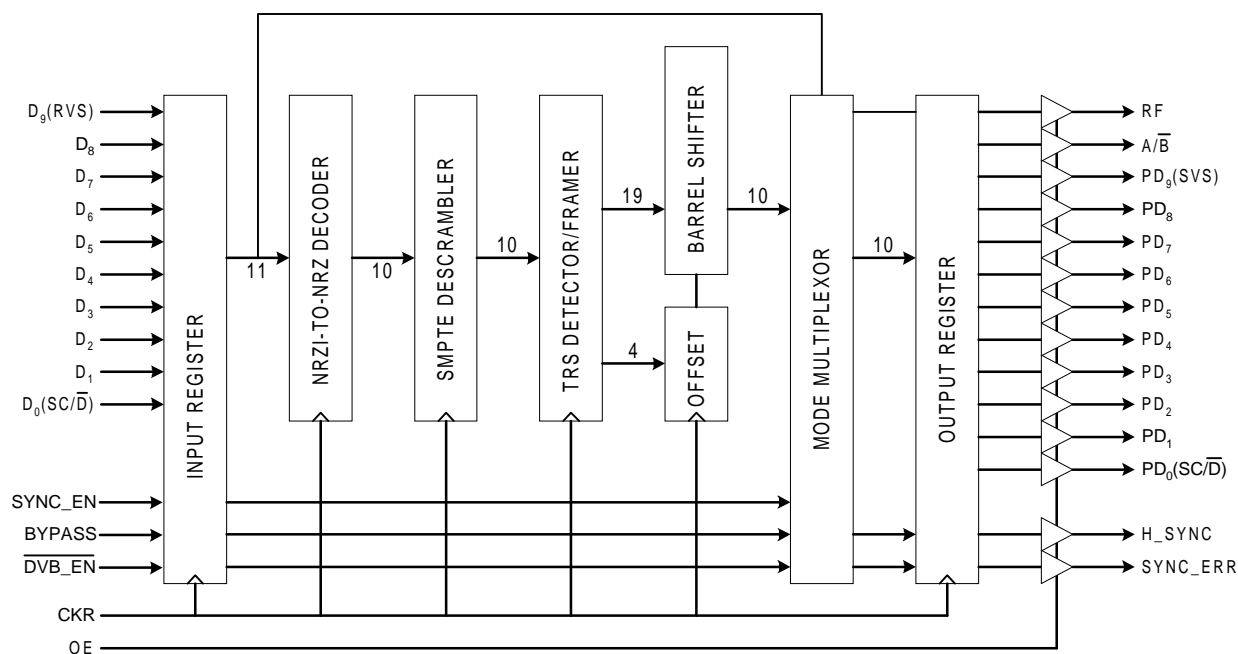 D₉(RVS)
D₈
D₇
D₆
D₅
D₄
D₃
D₂
D₁
D₀(SC/D̅)
SYNC_EN
BYPASS
D̅V̅B̅_̅E̅N̅
CKR
OE
INPUT REGISTER
11
NRZI-TO-NRZ DECODER
10
SMPTE DESCRAMBLER
10
TRS DETECTOR/FRAMER
19
4
BARREL SHIFTER
OFFSET
10
MODE MULTIPLEXOR
10
OUTPUT REGISTER
RF
A/B̅
PD₉(SVS)
PD₈
PD₇
PD₆
PD₅
PD₄
PD₃
PD₂
PD₁
PD₀(SC/D̅)
H_SYNC
SYNC_ERR